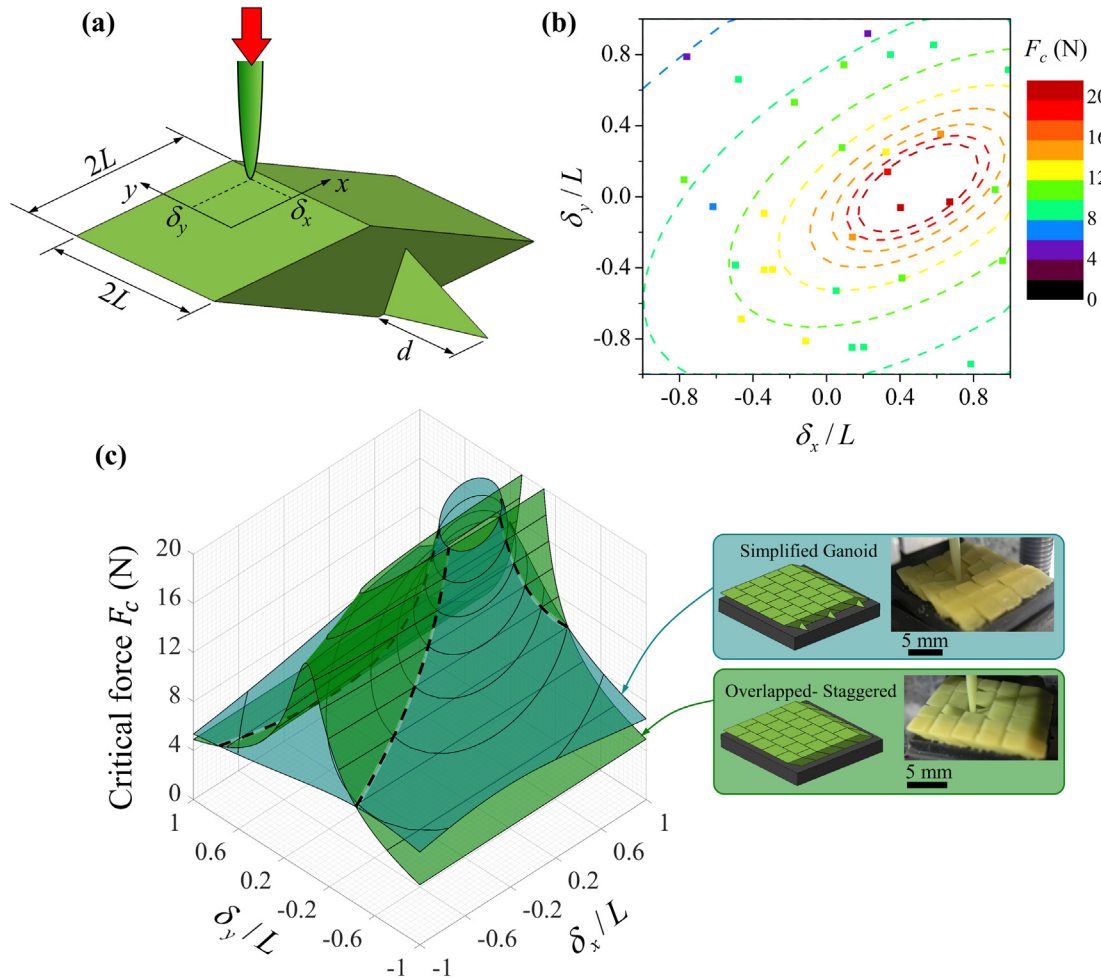 (a)
2L
y
x
δy
δx
2L
d
(b)
δy / L
0.8
0.4
0.0
-0.4
-0.8
-0.8 -0.4 0.0 0.4 0.8
δx / L
Fc (N)
20
16
12
8
4
0
(c)
Critical force Fc (N)
20
16
12
8
4
0
1
0.6
0.2
-0.2
-0.6
-1
δy / L
-1
-0.6
-0.2
0.2
0.6
1
δx / L
Simplified Ganoid
5 mm
Overlapped- Staggered
5 mm